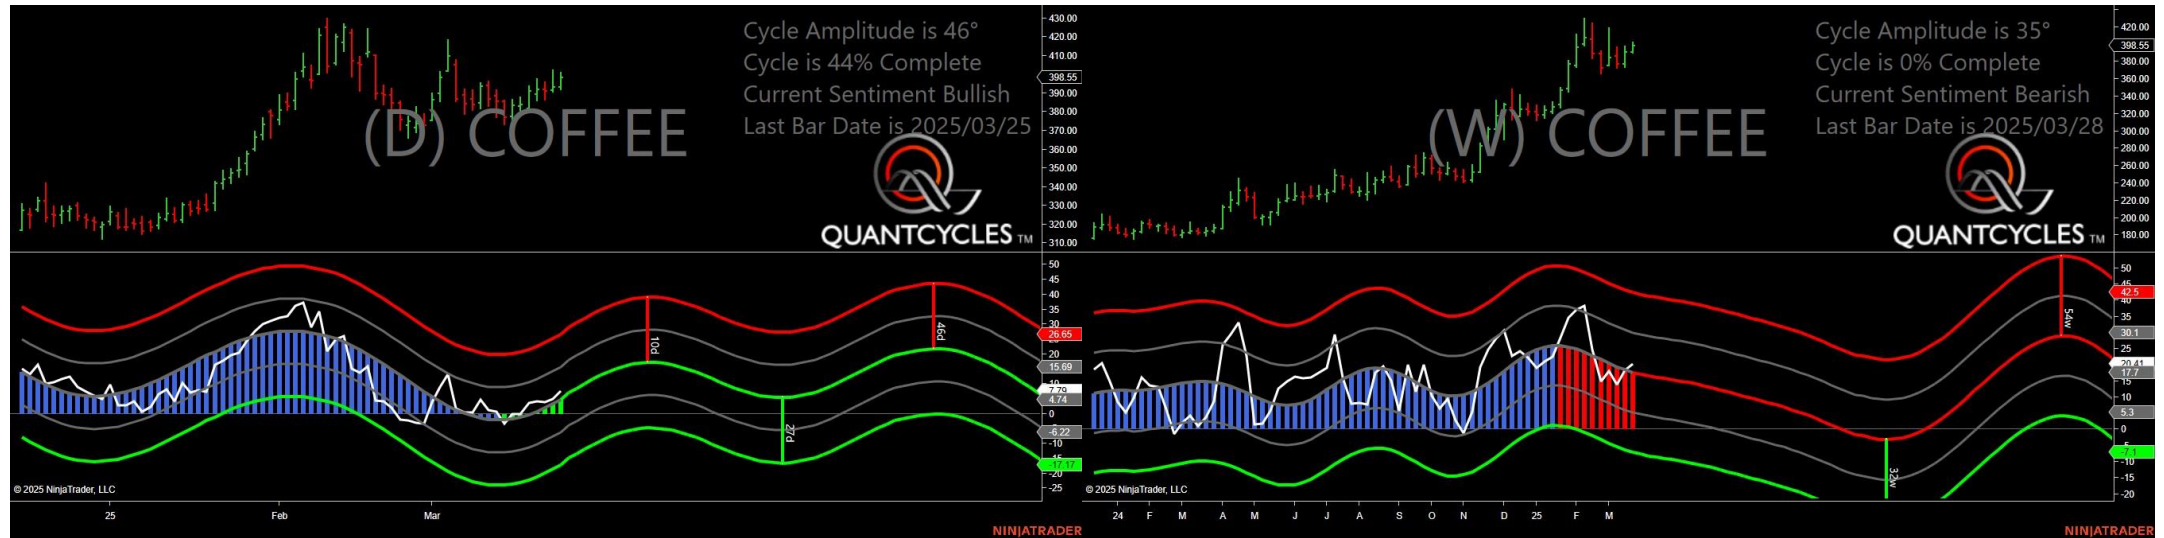 Cycle Amplitude is 46°
Cycle is 44% Complete
Current Sentiment Bullish
Last Bar Date is 2025/03/25
(D) COFFEE
QUANTCYCLES TM
430.00
420.00
410.00
398.55
390.00
380.00
370.00
360.00
350.00
340.00
330.00
320.00
310.00
50
45
40
35
30
26.65
20
15.69
10
7.79
4.74
0
-6.22
-10
-17.17
-20
-25
10d
27d
46d
© 2025 NinjaTrader, LLC
25 Feb Mar
NINJATRADER
Cycle Amplitude is 35°
Cycle is 0% Complete
Current Sentiment Bearish
Last Bar Date is 2025/03/28
(W) COFFEE
QUANTCYCLES TM
420.00
398.55
380.00
360.00
340.00
320.00
300.00
280.00
260.00
240.00
220.00
200.00
180.00
50
42.5
35
30.1
25
20.41
17.7
15
10
5.3
0
-7.1
-10
-15
-20
32w
54w
© 2025 NinjaTrader, LLC
24 F M A M J J A S O N D 25 F M
NINJATRADER